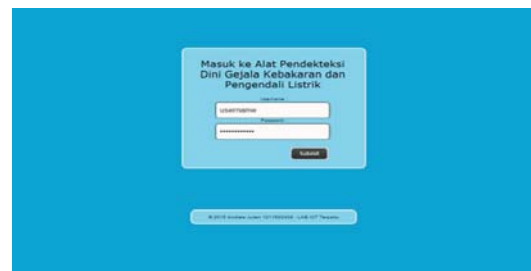 Masuk ke Alat Pendekteksi
Dini Gejala Kebakaran dan
Pengendali Listrik
Username
username
Password
Submit